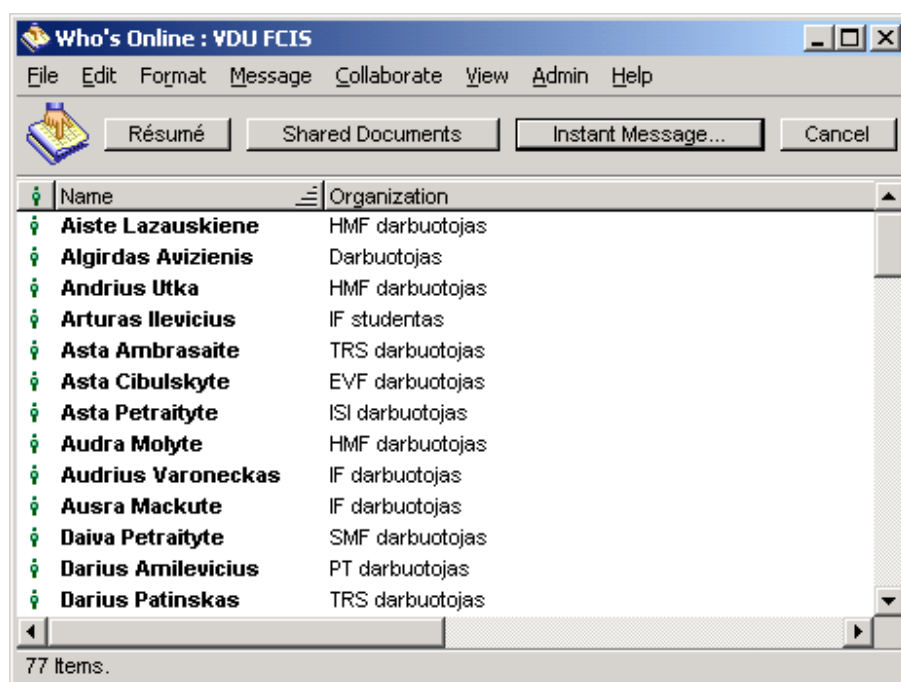 Who's Online : VDU FCIS
File Edit Format Message Collaborate View Admin Help
Résumé Shared Documents Instant Message... Cancel
Name Organization
Aiste Lazauskiene HMF darbuotojas
Algirdas Avizienis Darbuotojas
Andrius Utka HMF darbuotojas
Arturas Ilevicius IF studentas
Asta Ambrasaite TRS darbuotojas
Asta Cibulskyte EVF darbuotojas
Asta Petraityte ISI darbuotojas
Audra Molyte HMF darbuotojas
Audrius Varoneckas IF darbuotojas
Ausra Mackute IF darbuotojas
Daiva Petraityte SMF darbuotojas
Darius Amilevicius PT darbuotojas
Darius Patinskas TRS darbuotojas
77 Items.